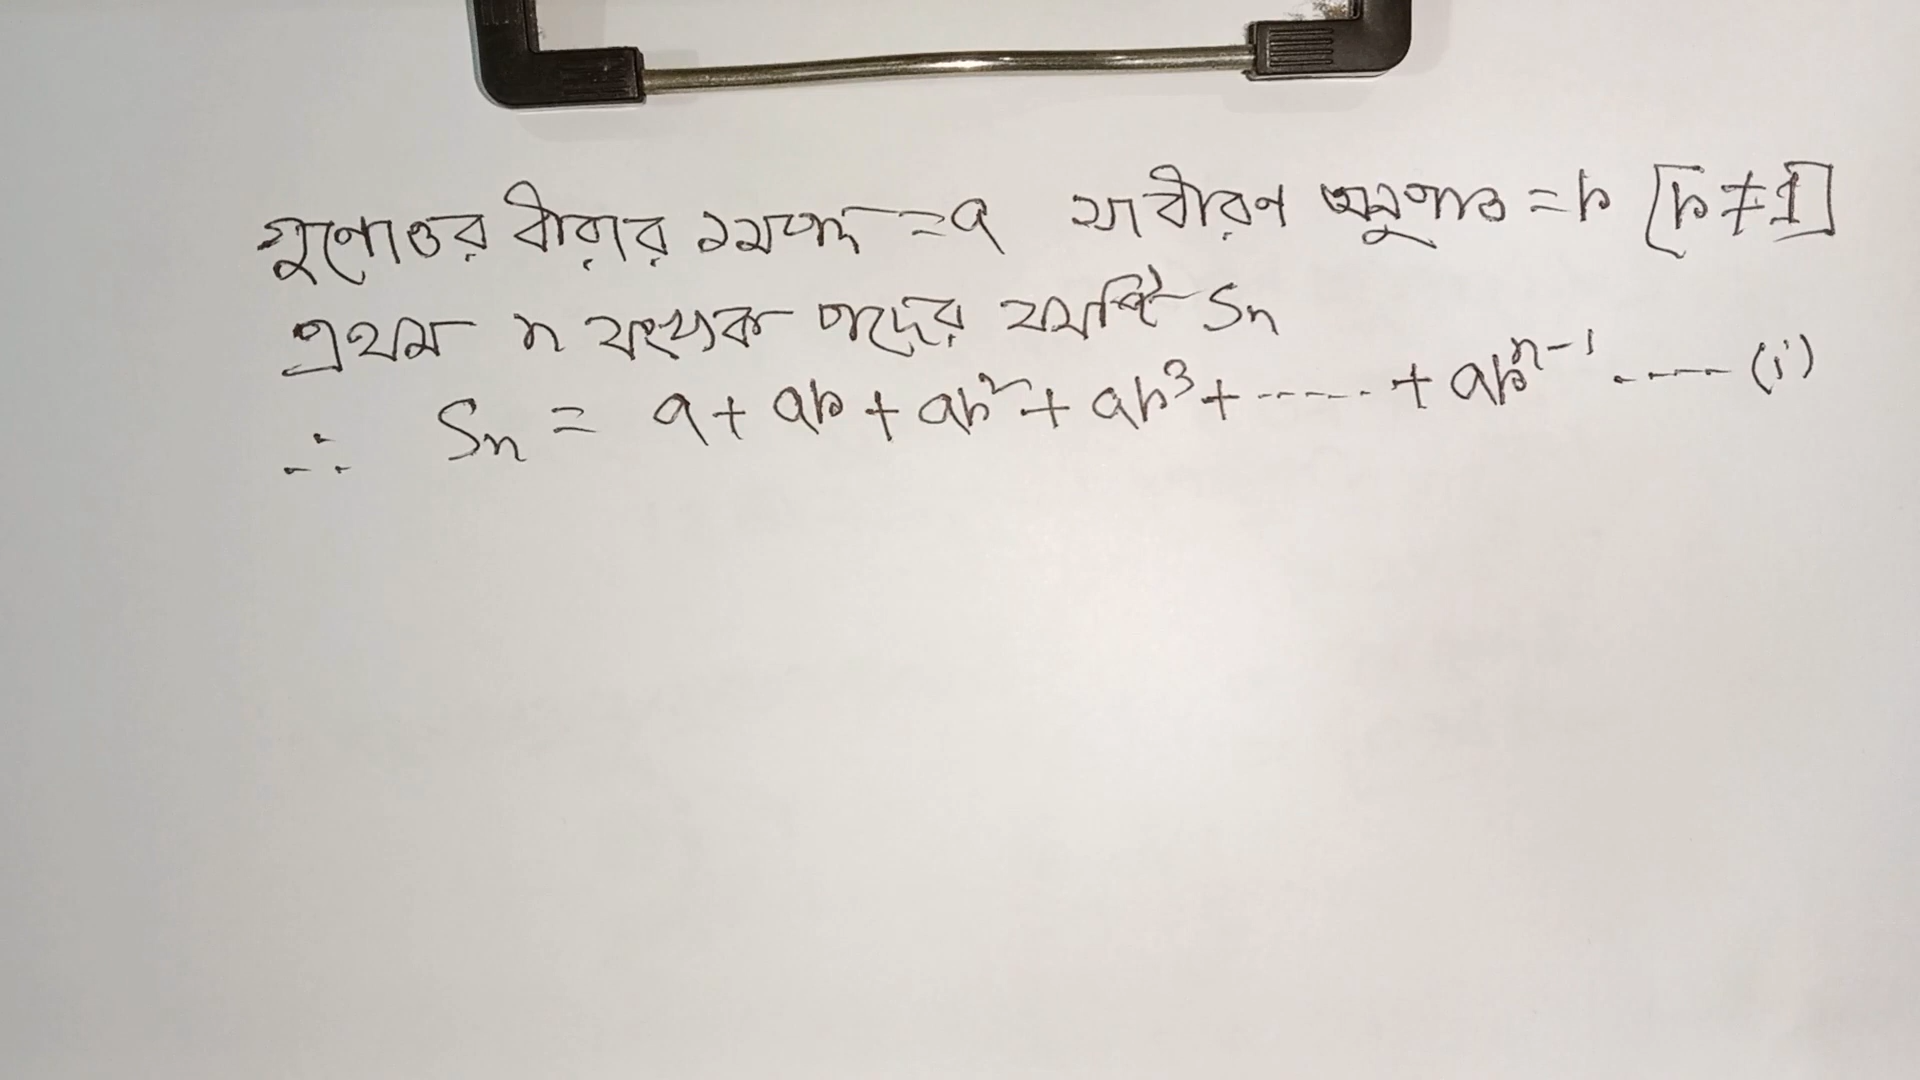 গুণোত্তর ধারার ১মপদ = a সাধারণ অনুপাত = r [r ≠ 1]
প্রথম n সংখ্যক পদের সমষ্টি Sn
∴ Sn = a + ar + ar² + ar³ + ...... + arⁿ⁻¹ ..... (i)